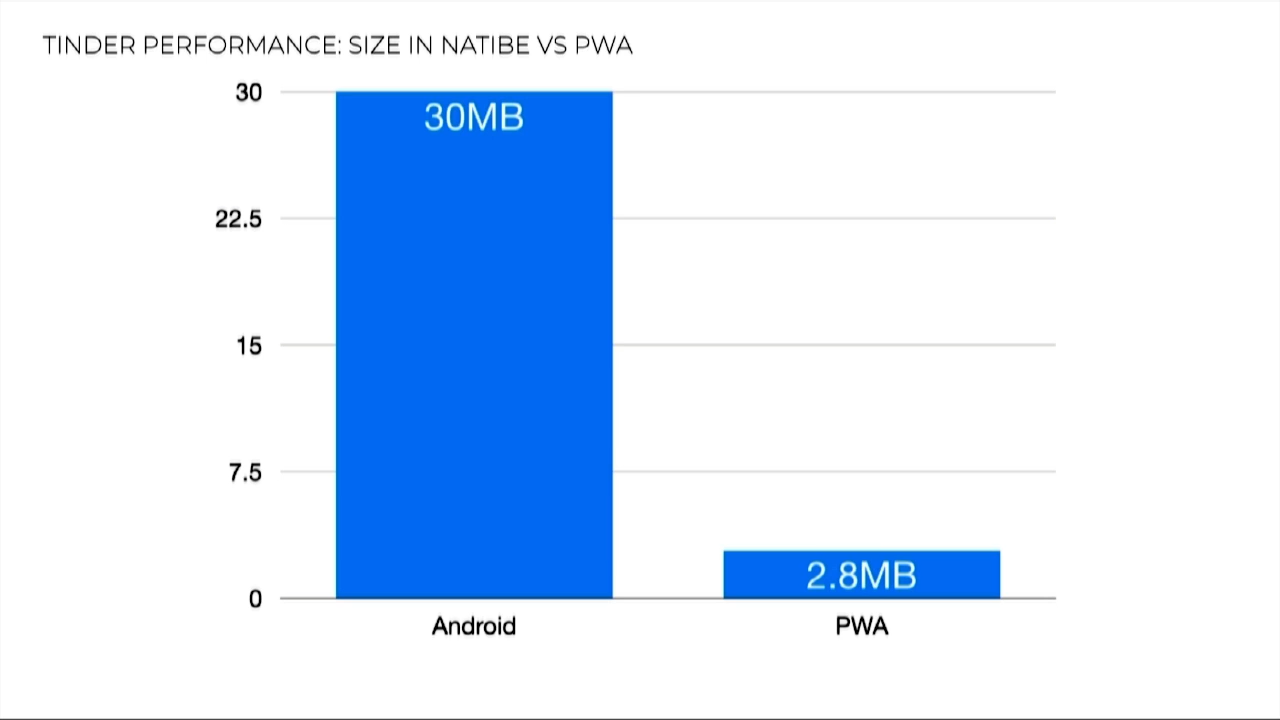 TINDER PERFORMANCE: SIZE IN NATIBE VS PWA
30
30MB
22.5
15
7.5
2.8MB
0
Android PWA